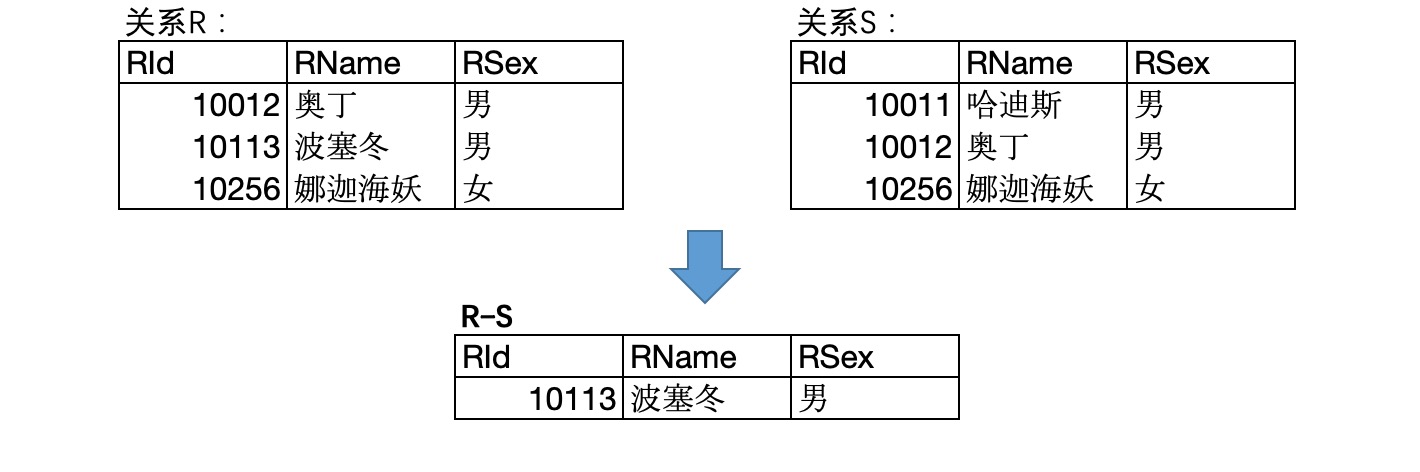 关系R： 关系S：
RId RName RSex RId RName RSex
10012 奥丁 男 10011 哈迪斯 男
10113 波塞冬 男 10012 奥丁 男
10256 娜迦海妖 女 10256 娜迦海妖 女
R-S
RId RName RSex
10113 波塞冬 男